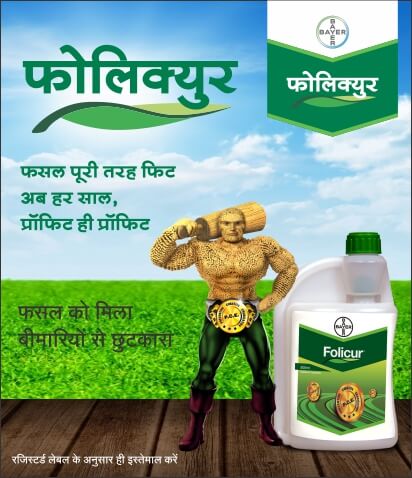 BAYER
फोलिक्युर
फोलिक्युर
फसल पूरी तरह फिट
अब हर साल,
प्रॉफिट ही प्रॉफिट
फसल को मिला
बीमारियों से छुटकारा
P.G.E.
BAYER
Folicur
रजिस्टर्ड लेबल के अनुसार ही इस्तेमाल करें